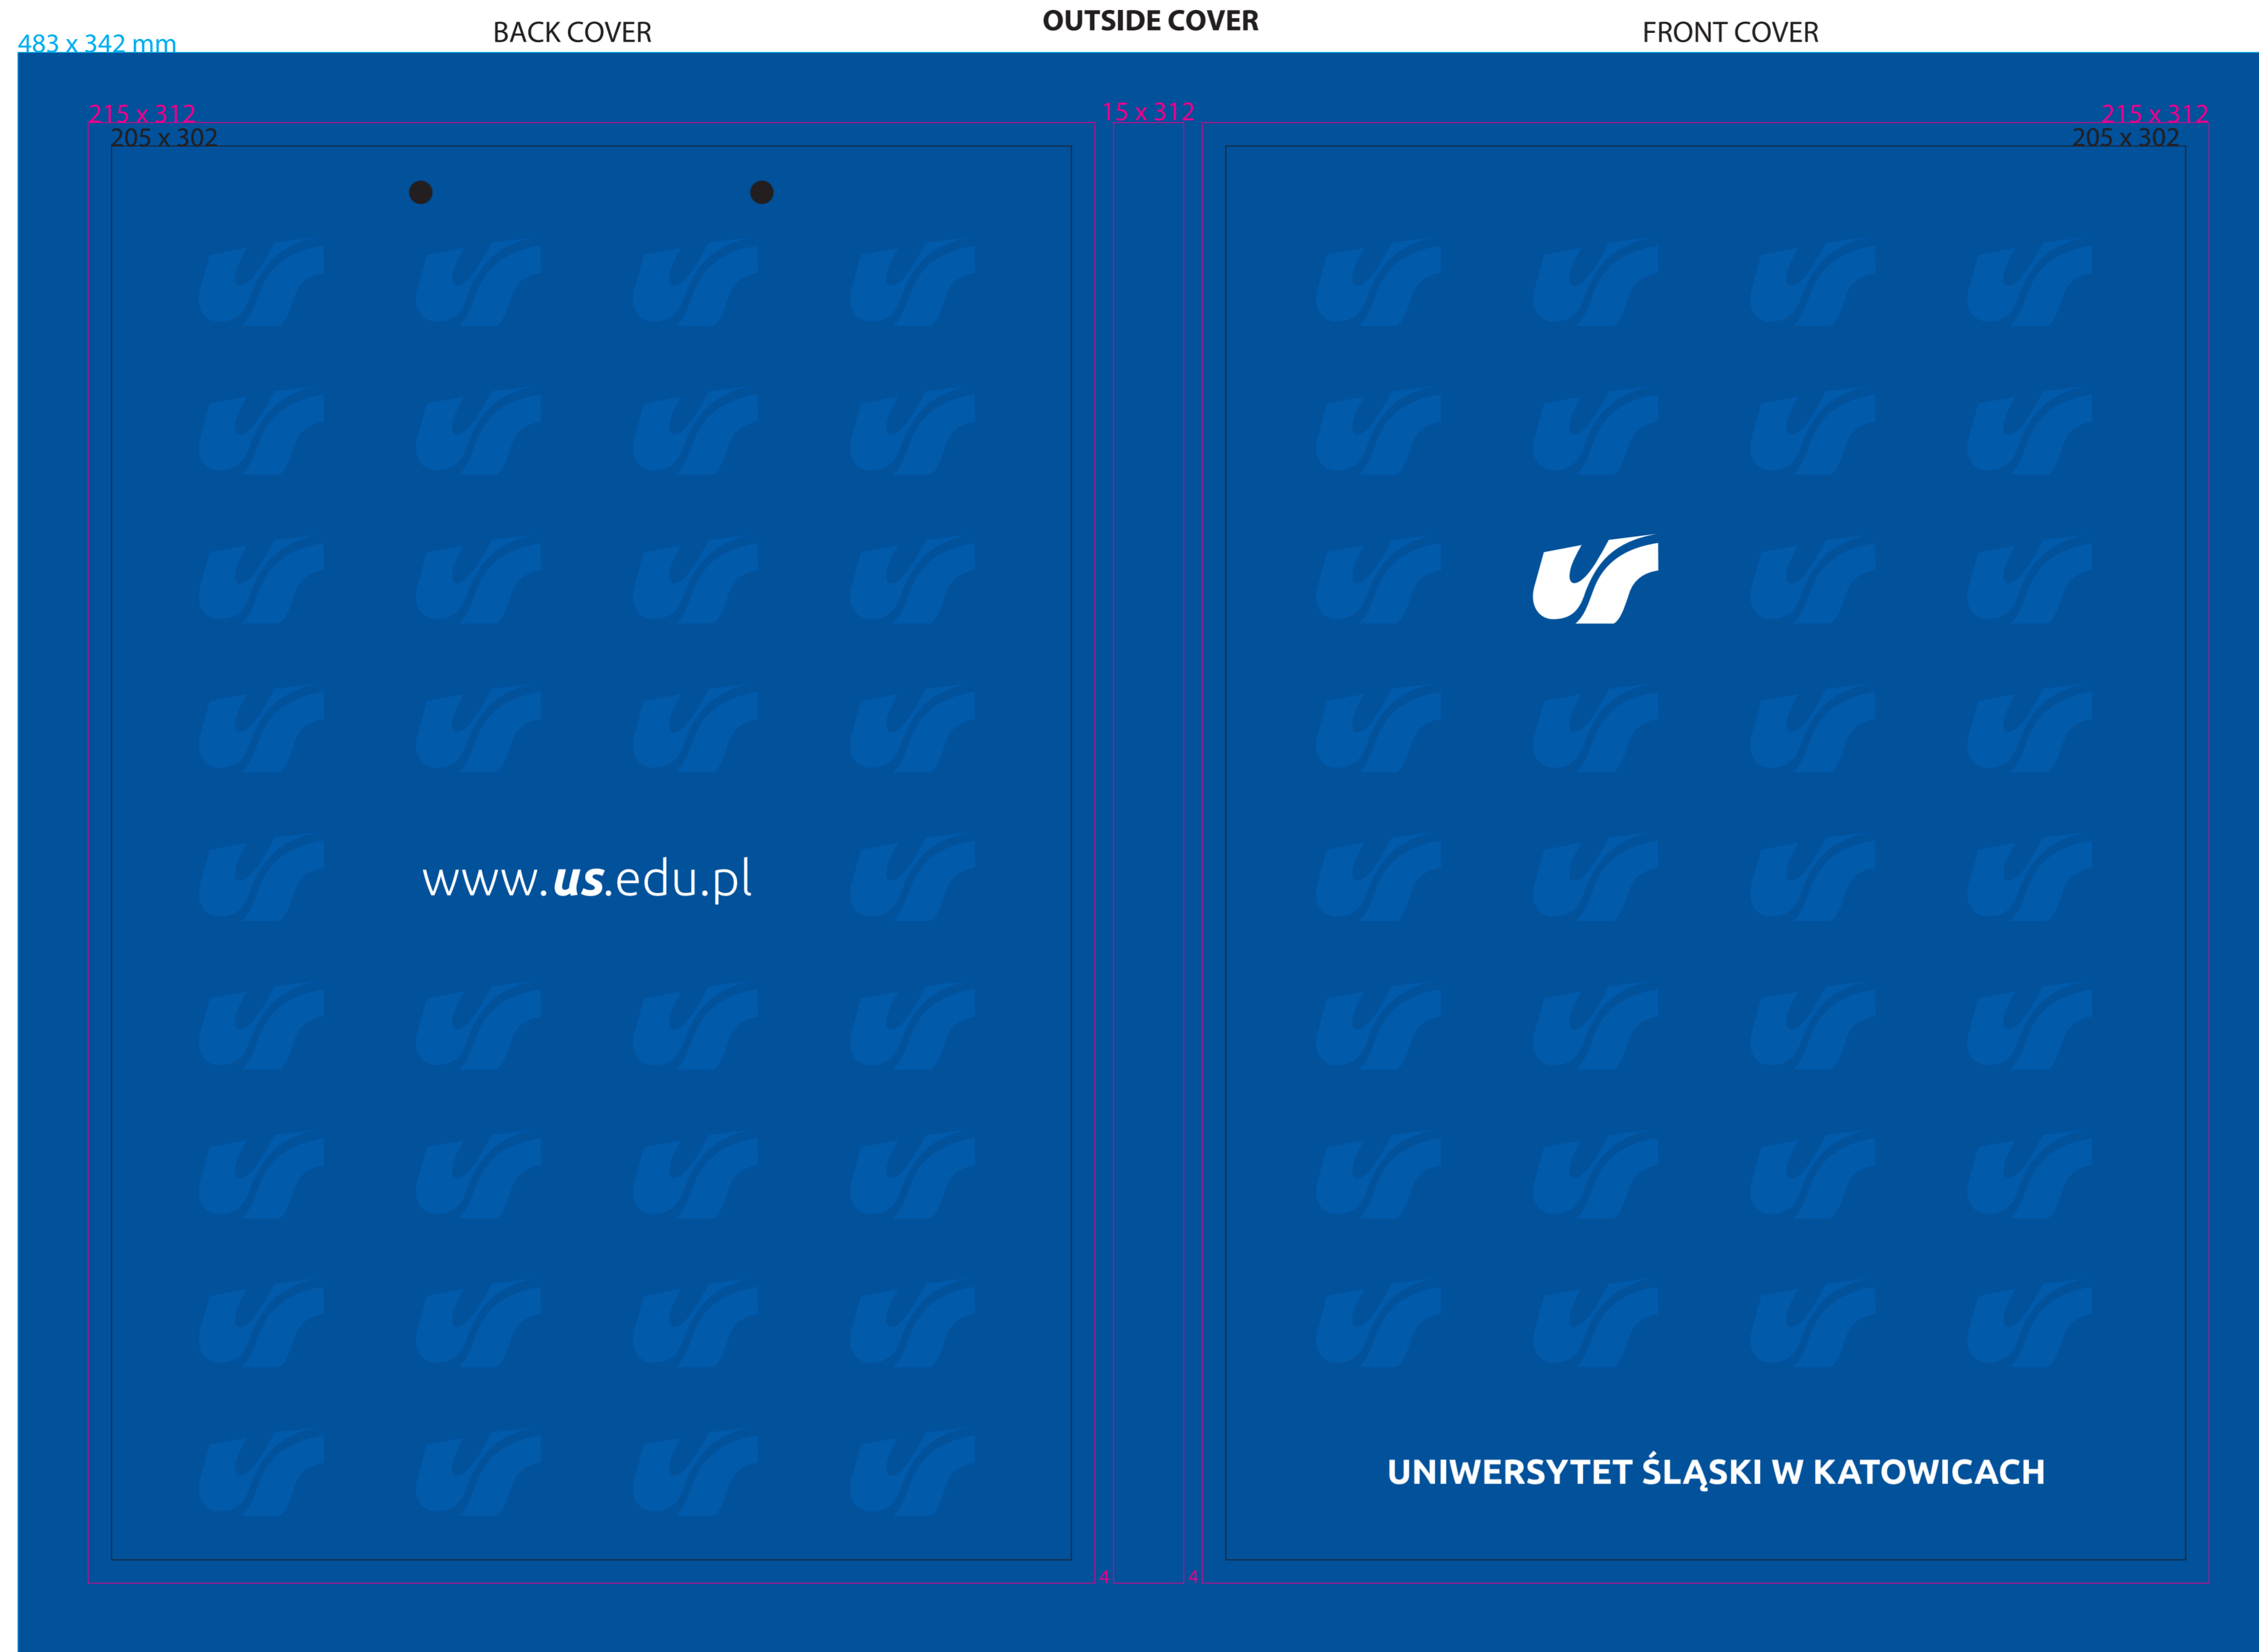 OUTSIDE COVER
BACK COVER
FRONT COVER
483 x 342 mm
215 x 312
15 x 312
215 x 312
205 x 302
205 x 302
www.us.edu.pl
UNIWERSYTET ŚLĄSKI W KATOWICACH
4
4